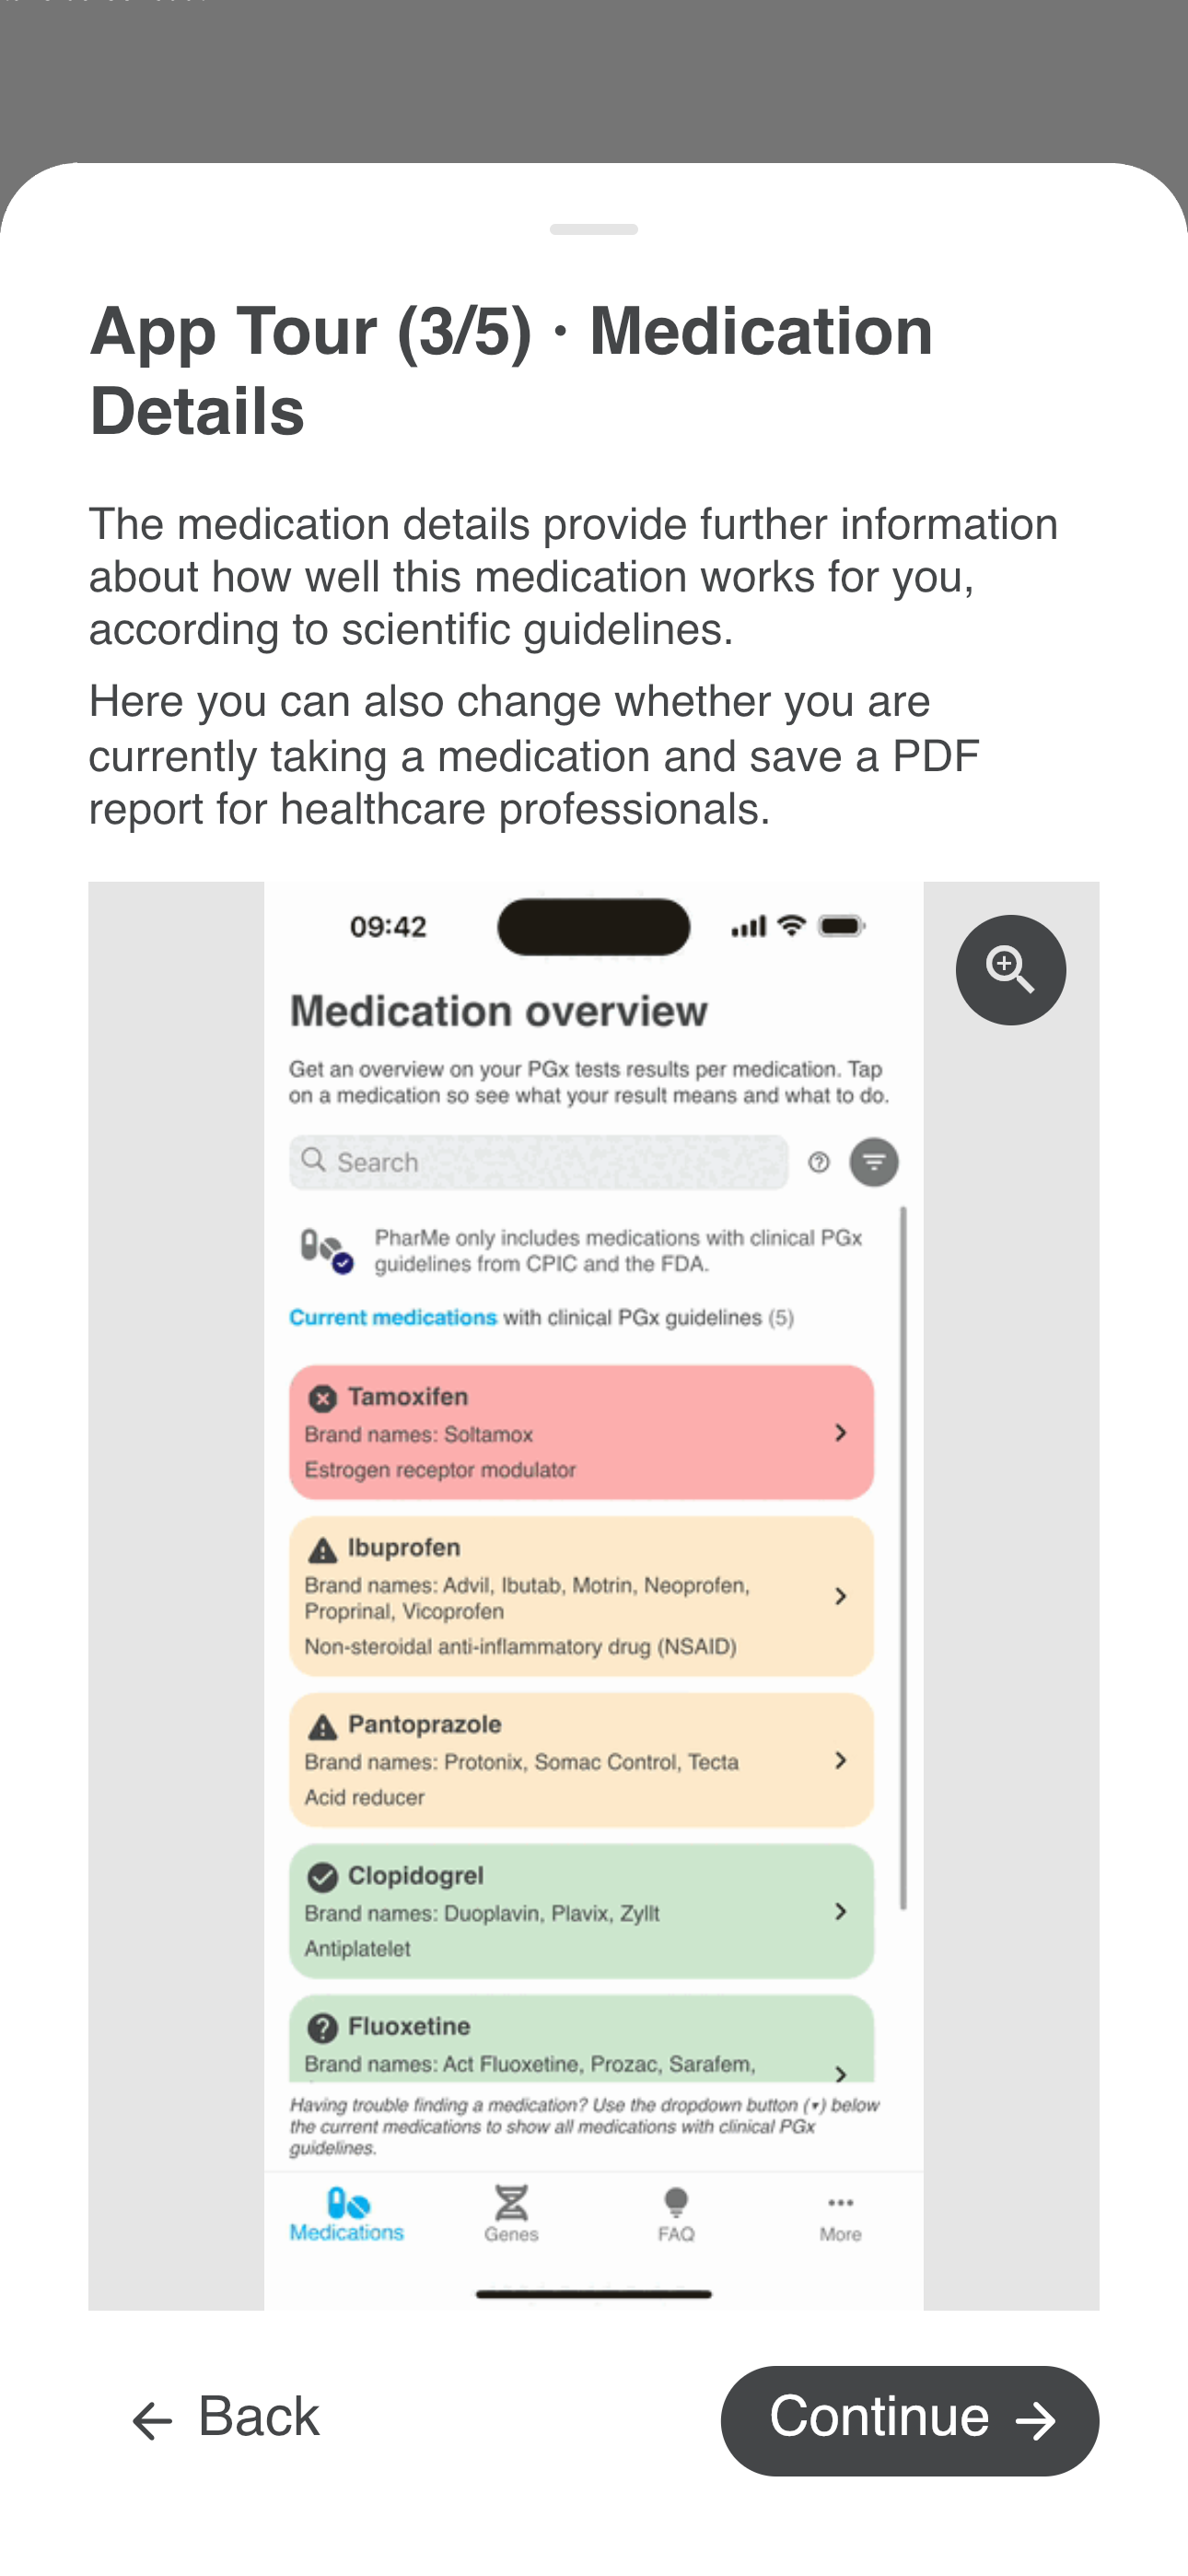 App Tour (3/5) · Medication
Details
The medication details provide further information
about how well this medication works for you,
according to scientific guidelines.
Here you can also change whether you are
currently taking a medication and save a PDF
report for healthcare professionals.
09:42
Medication overview
Get an overview on your PGx tests results per medication. Tap
on a medication so see what your result means and what to do.
Search
PharMe only includes medications with clinical PGx
guidelines from CPIC and the FDA.
Current medications with clinical PGx guidelines (5)
Tamoxifen
Brand names: Soltamox
Estrogen receptor modulator
Ibuprofen
Brand names: Advil, Ibutab, Motrin, Neoprofen,
Proprinal, Vicoprofen
Non-steroidal anti-inflammatory drug (NSAID)
Pantoprazole
Brand names: Protonix, Somac Control, Tecta
Acid reducer
Clopidogrel
Brand names: Duoplavin, Plavix, Zyllt
Antiplatelet
Fluoxetine
Brand names: Act Fluoxetine, Prozac, Sarafem,
Having trouble finding a medication? Use the dropdown button (▾) below
the current medications to show all medications with clinical PGx
guidelines.
Medications
Genes
FAQ
More
Back
Continue